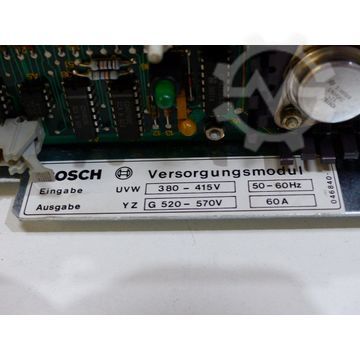 BOSCH Versorgungsmodul
Eingabe UVW 380 - 415V 50-60Hz
Ausgabe YZ G 520 - 570V 60A
046840-